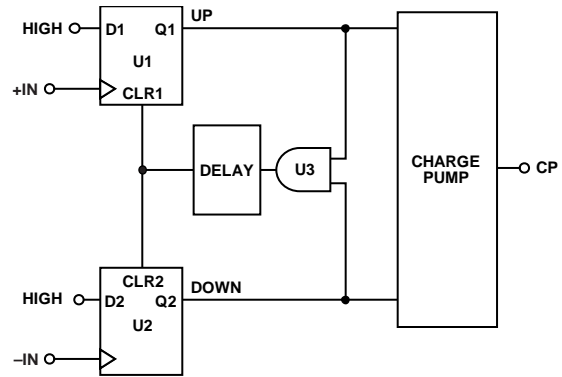 UP
HIGH D1 Q1
U1
+IN
CLR1
DELAY U3 CHARGE PUMP CP
CLR2 DOWN
HIGH D2 Q2
U2
–IN